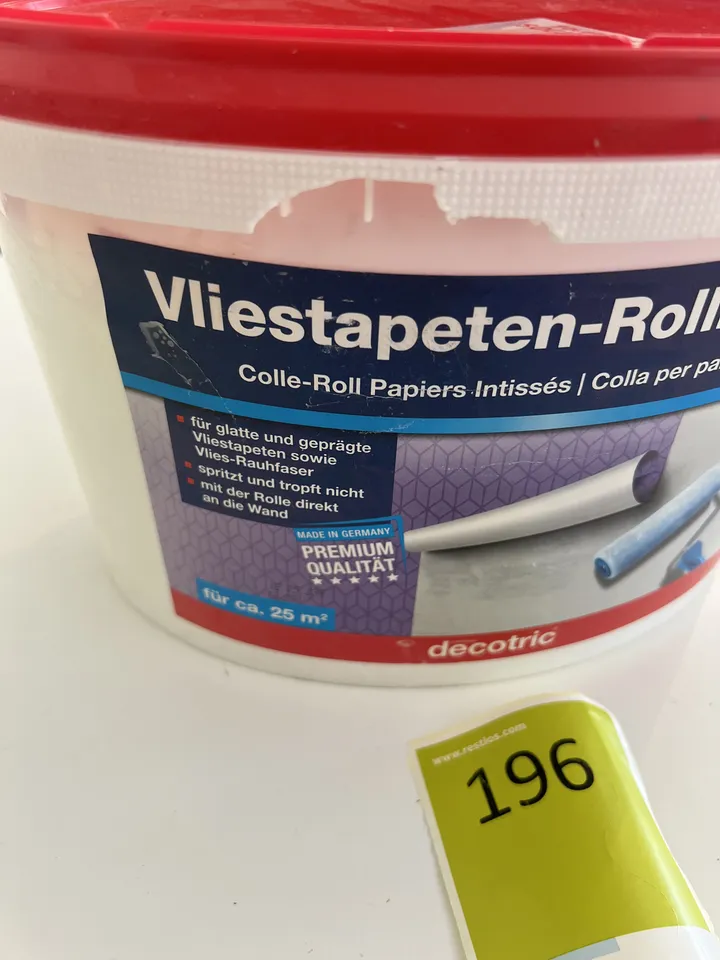 Vliestapeten-Roll
Colle-Roll Papiers Intissés | Colla per pa
für glatte und geprägte
Vliestapeten sowie
Vlies-Rauhfaser
spritzt und tropft nicht
mit der Rolle direkt
an die Wand
MADE IN GERMANY
PREMIUM
QUALITÄT
für ca. 25 m²
decotric
www.restlos.com
196